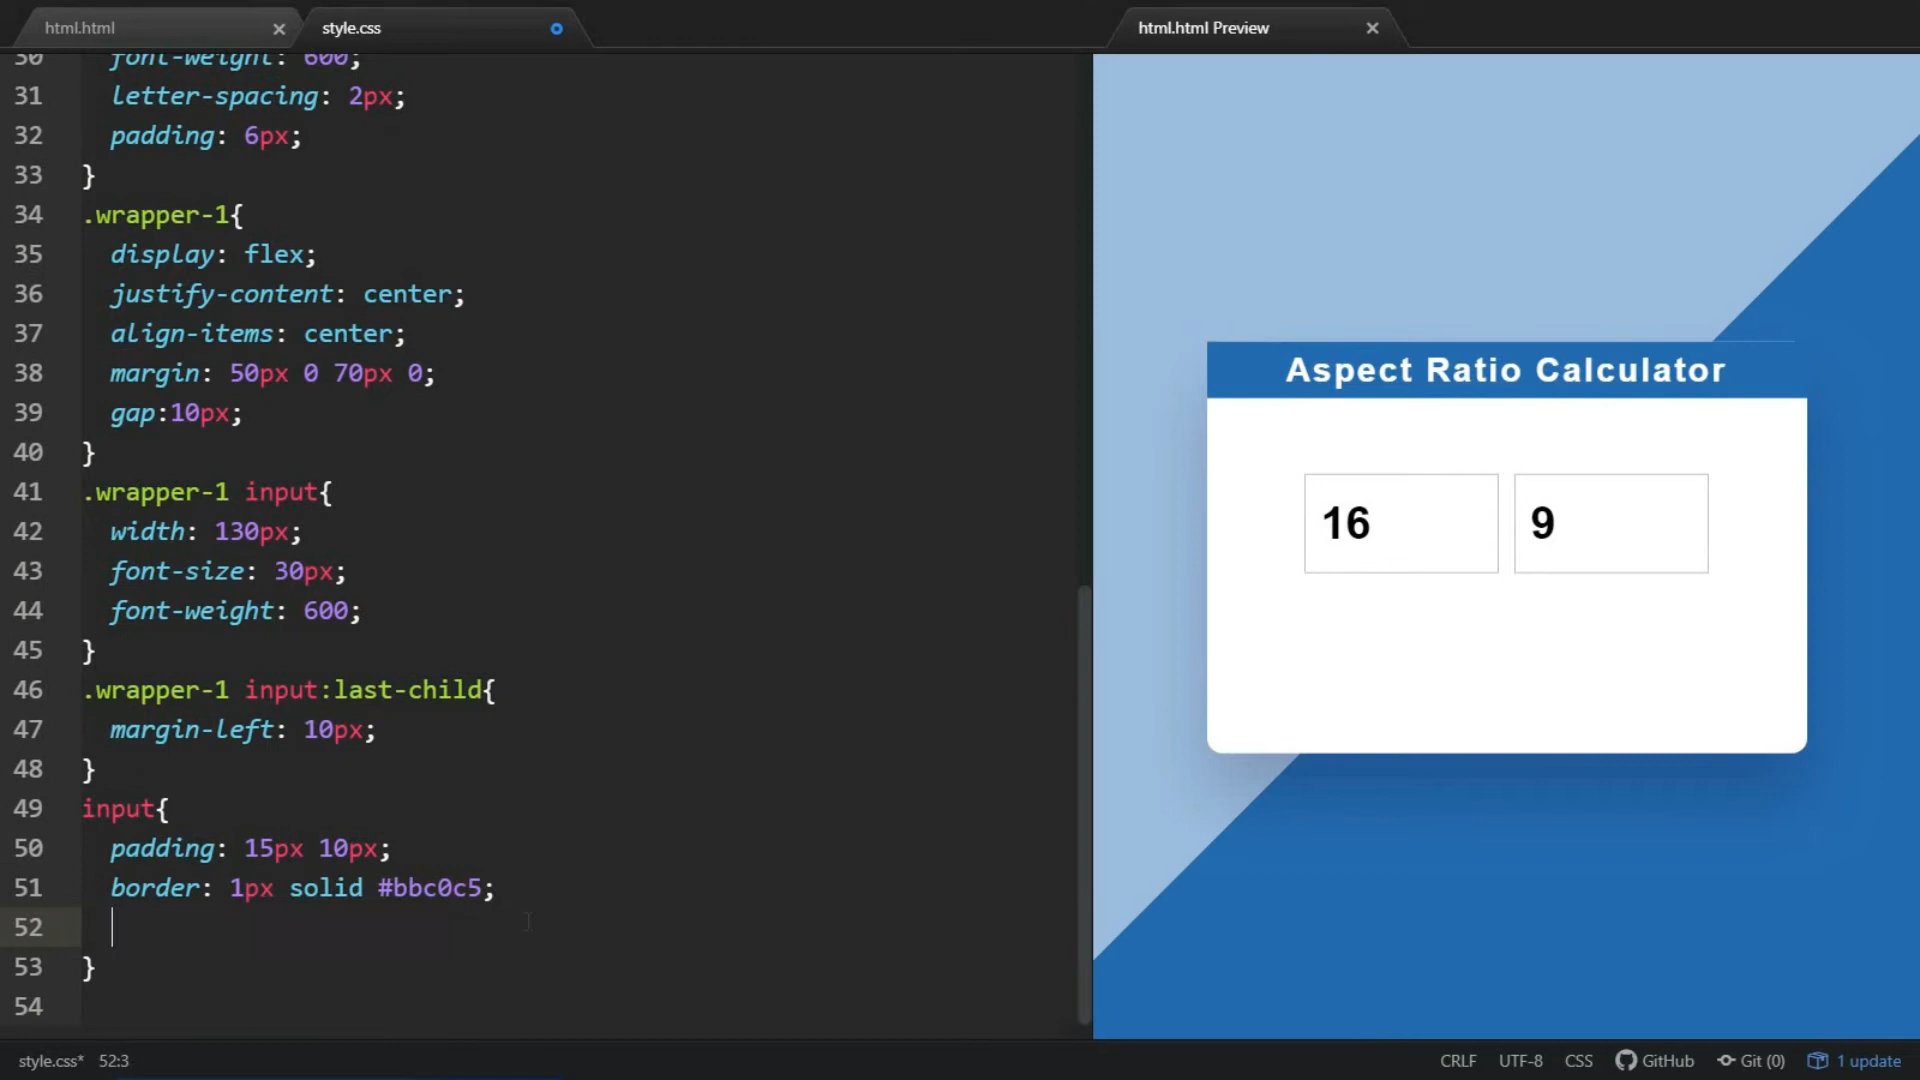 html.html
style.css
html.html Preview
30 font-weight: 600;
31 letter-spacing: 2px;
32 padding: 6px;
33 }
34 .wrapper-1{
35 display: flex;
36 justify-content: center;
37 align-items: center;
38 margin: 50px 0 70px 0;
39 gap:10px;
40 }
41 .wrapper-1 input{
42 width: 130px;
43 font-size: 30px;
44 font-weight: 600;
45 }
46 .wrapper-1 input:last-child{
47 margin-left: 10px;
48 }
49 input{
50 padding: 15px 10px;
51 border: 1px solid #bbc0c5;
52
53 }
54
Aspect Ratio Calculator
16 9
style.css* 52:3
CRLF UTF-8 CSS GitHub Git (0) 1 update